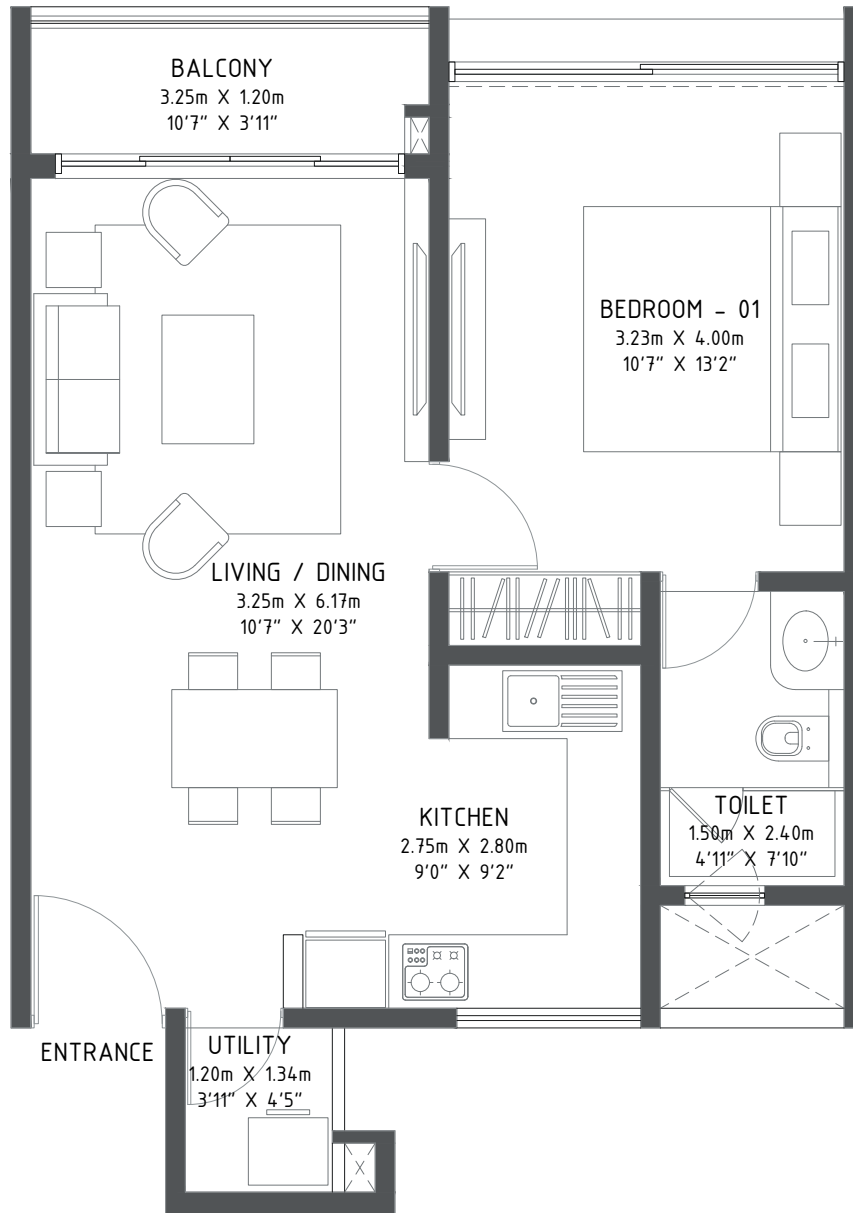 BALCONY
3.25m X 1.20m
10'7" X 3'11"
BEDROOM - 01
3.23m X 4.00m
10'7" X 13'2"
LIVING / DINING
3.25m X 6.17m
10'7" X 20'3"
KITCHEN
2.75m X 2.80m
9'0" X 9'2"
TOILET
1.50m X 2.40m
4'11" X 7'10"
ENTRANCE
UTILITY
1.20m X 1.34m
3'11" X 4'5"